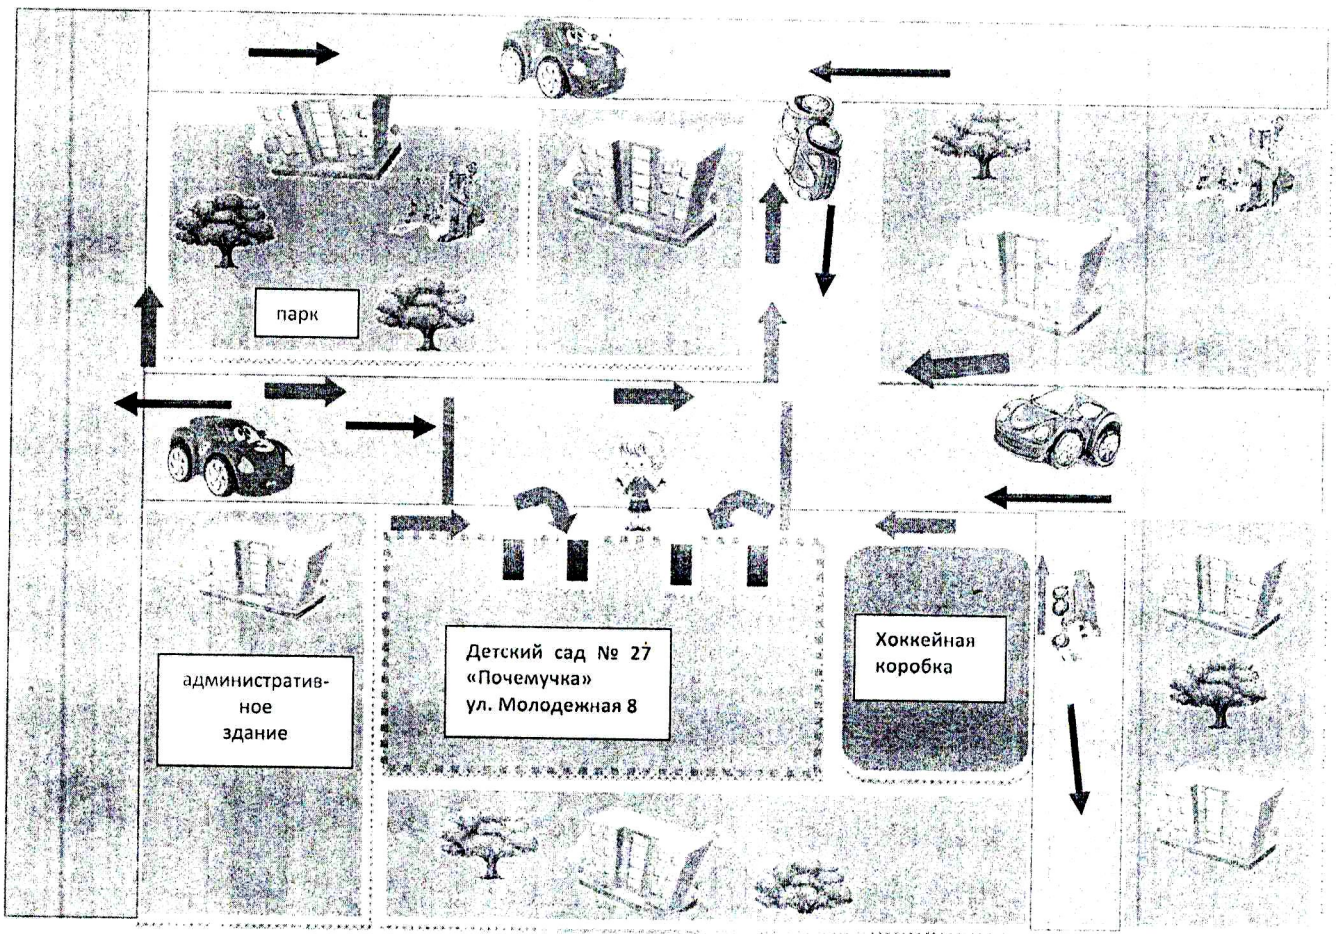 парк
административ-
ное
здание
Детский сад № 27
«Почемучка»
ул. Молодежная 8
Хоккейная
коробка